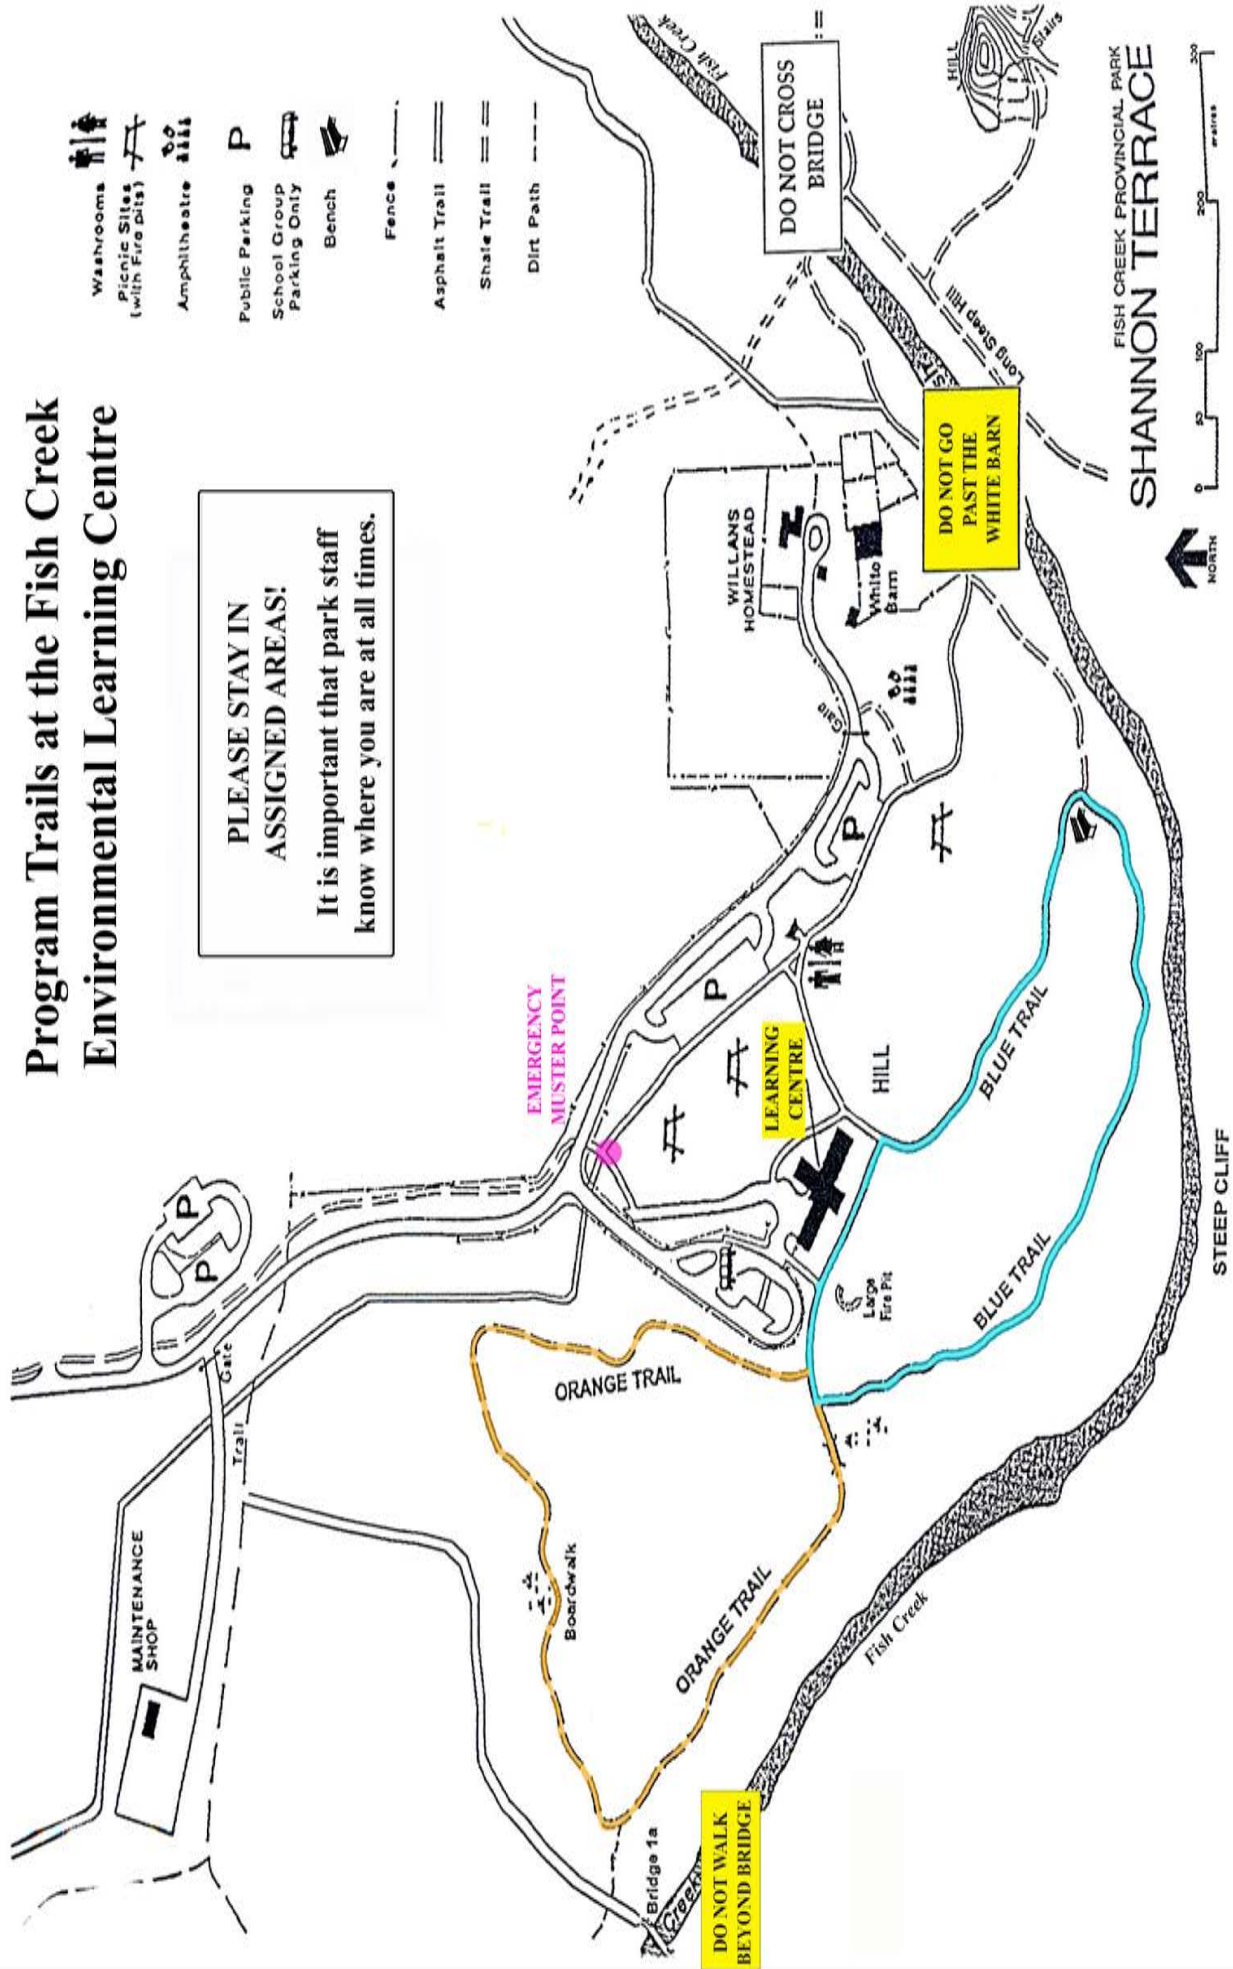 Program Trails at the Fish Creek
Environmental Learning Centre
PLEASE STAY IN
ASSIGNED AREAS!
It is important that park staff
know where you are at all times.
Washrooms
Picnic Sites
(with Fire pits)
Amphitheatre
Public Parking
P
School Group
Parking Only
Bench
Fence
Asphalt Trail
Shale Trail
Dirt Path
MAINTENANCE
SHOP
Trail
Gate
P
P
EMERGENCY
MUSTER POINT
Boardwalk
ORANGE TRAIL
ORANGE TRAIL
Bridge 1a
Creek
DO NOT WALK
BEYOND BRIDGE
Fish Creek
Large
Fire Pit
LEARNING
CENTRE
HILL
P
P
BLUE TRAIL
BLUE TRAIL
STEEP CLIFF
Gate
WILLANS
HOMESTEAD
White
Barn
DO NOT GO
PAST THE
WHITE BARN
DO NOT CROSS
BRIDGE
Fish Creek
Long Steep Hill
HILL
Stairs
FISH CREEK PROVINCIAL PARK
SHANNON TERRACE
NORTH
0 50 100 200 300
metres